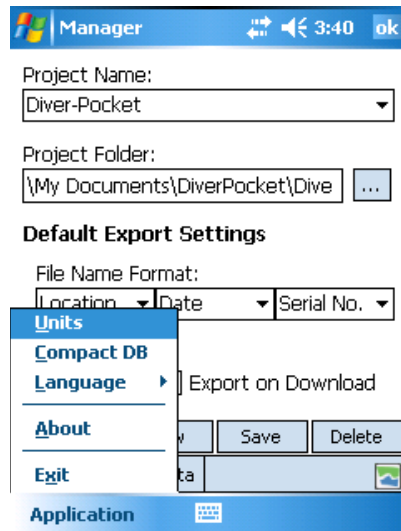 Manager 3:40 ok
Project Name:
Diver-Pocket
Project Folder:
\My Documents\DiverPocket\Dive ...
Default Export Settings
File Name Format:
Location Date Serial No.
Units
Compact DB
Language Export on Download
About
Save Delete
Exit ta
Application